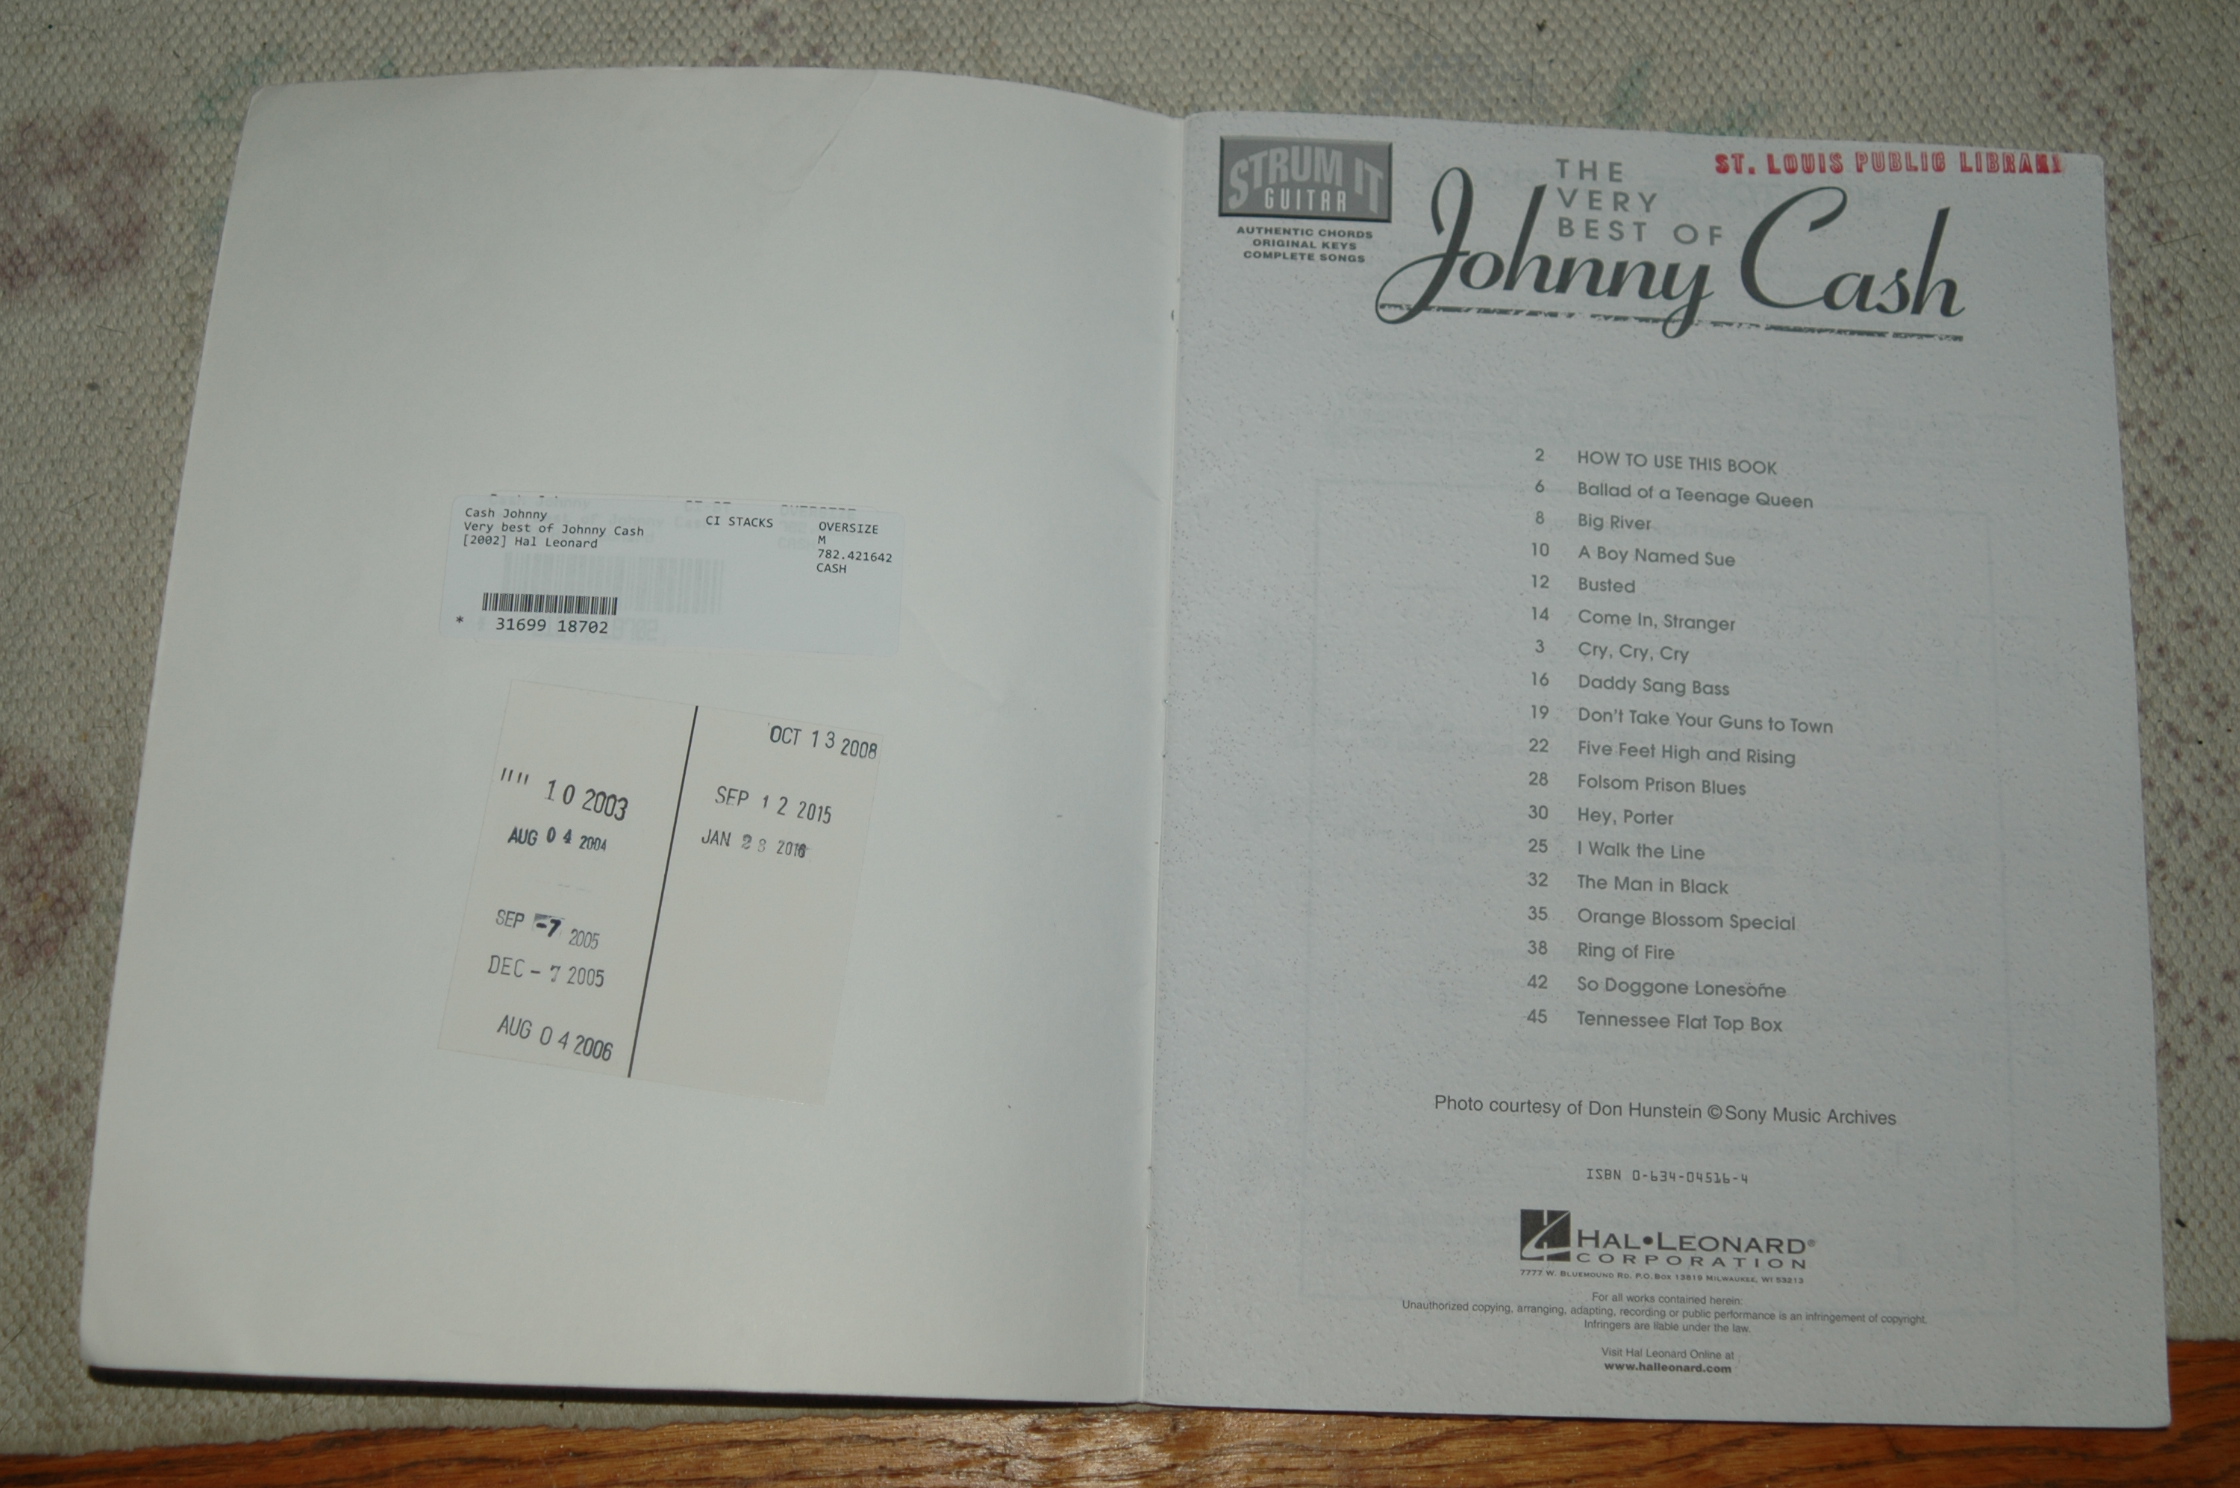 Cash Johnny
Very best of Johnny Cash
[2002] Hal Leonard
CI STACKS
OVERSIZE
M
782.421642
CASH
* 31699 18702
10 2003
AUG 04 2004
SEP -7 2005
DEC - 7 2005
AUG 04 2006
OCT 13 2008
SEP 12 2015
JAN 2016
STRUM IT
GUITAR
AUTHENTIC CHORDS
ORIGINAL KEYS
COMPLETE SONGS
ST. LOUIS PUBLIC LIBRARY
THE
VERY
BEST OF
Johnny Cash
2 HOW TO USE THIS BOOK
6 Ballad of a Teenage Queen
8 Big River
10 A Boy Named Sue
12 Busted
14 Come In, Stranger
3 Cry, Cry, Cry
16 Daddy Sang Bass
19 Don't Take Your Guns to Town
22 Five Feet High and Rising
28 Folsom Prison Blues
30 Hey, Porter
25 I Walk the Line
32 The Man in Black
35 Orange Blossom Special
38 Ring of Fire
42 So Doggone Lonesome
45 Tennessee Flat Top Box
Photo courtesy of Don Hunstein © Sony Music Archives
ISBN 0-634-04516-4
HAL•LEONARD®
CORPORATION
7777 W. BLUEMOUND RD. P.O. BOX 13819 MILWAUKEE, WI 53213
For all works contained herein:
Unauthorized copying, arranging, adapting, recording or public performance is an infringement of copyright.
Infringers are liable under the law.
Visit Hal Leonard Online at
www.halleonard.com